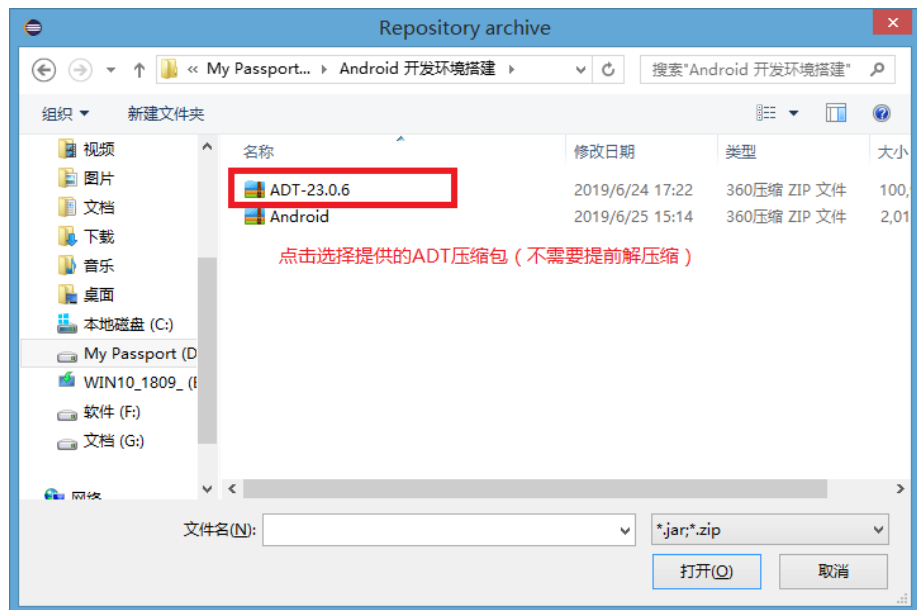 Repository archive
« My Passport... ▸ Android 开发环境搭建 ▸
搜索"Android 开发环境搭建"
组织 新建文件夹
名称 修改日期 类型 大小
ADT-23.0.6 2019/6/24 17:22 360压缩 ZIP 文件 100,
Android 2019/6/25 15:14 360压缩 ZIP 文件 2,01
点击选择提供的ADT压缩包（不需要提前解压缩）
视频
图片
文档
下载
音乐
桌面
本地磁盘 (C:)
My Passport (D
WIN10_1809_ (E
软件 (F:)
文档 (G:)
网络
文件名(N):
*.jar;*.zip
打开(O) 取消